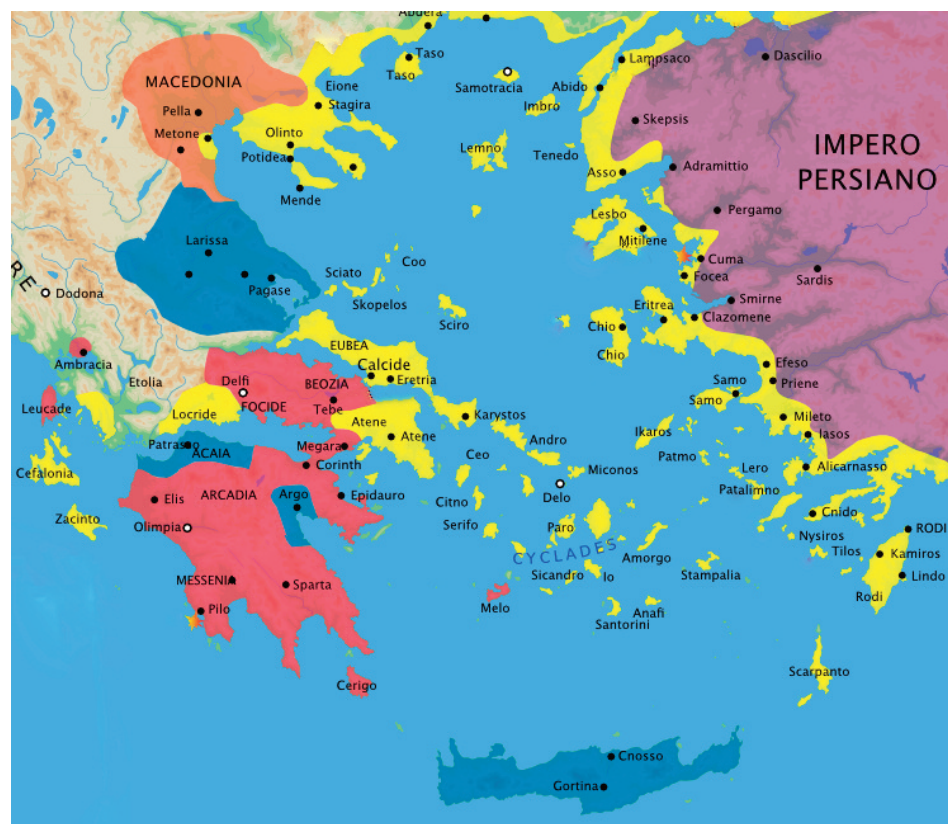 Abdera
Taso
Taso
Samotracia
Lampsaco
Dascilio
MACEDONIA
Eione
Stagira
Abido
Imbro
Pella
Skepsis
Metone
Olinto
Potidea
Lemno
Tenedo
IMPERO
PERSIANO
Asso
Adramittio
Mende
Lesbo
Pergamo
Mitilene
Larissa
Coo
Cuma
RE
Sciato
Focea
Sardis
Dodona
Pagase
Skopelos
Eritrea
Smirne
Sciro
Chio
Clazomene
EUBEA
Chio
Ambracia
Calcide
Efeso
Etolia
Delfi
BEOZIA
Eretria
Samo
Priene
Leucade
Locride
FOCIDE
Tebe
Samo
Atene
Karystos
Mileto
Patrasso
Megara
Atene
Andro
Ikaros
Iasos
ACAIA
Ceo
Patmo
Cefalonia
Corinth
Miconos
Lero
Alicarnasso
Elis
ARCADIA
Argo
Epidauro
Citno
Delo
Patalimno
Zacinto
Olimpia
Serifo
Paro
Cnido
RODI
Nysiros
CYCLADES
Amorgo
Tilos
Kamiros
MESSENIA
Sparta
Sicandro
Io
Stampalia
Lindo
Pilo
Melo
Anafi
Rodi
Santorini
Scarpanto
Cerigo
Cnosso
Gortina